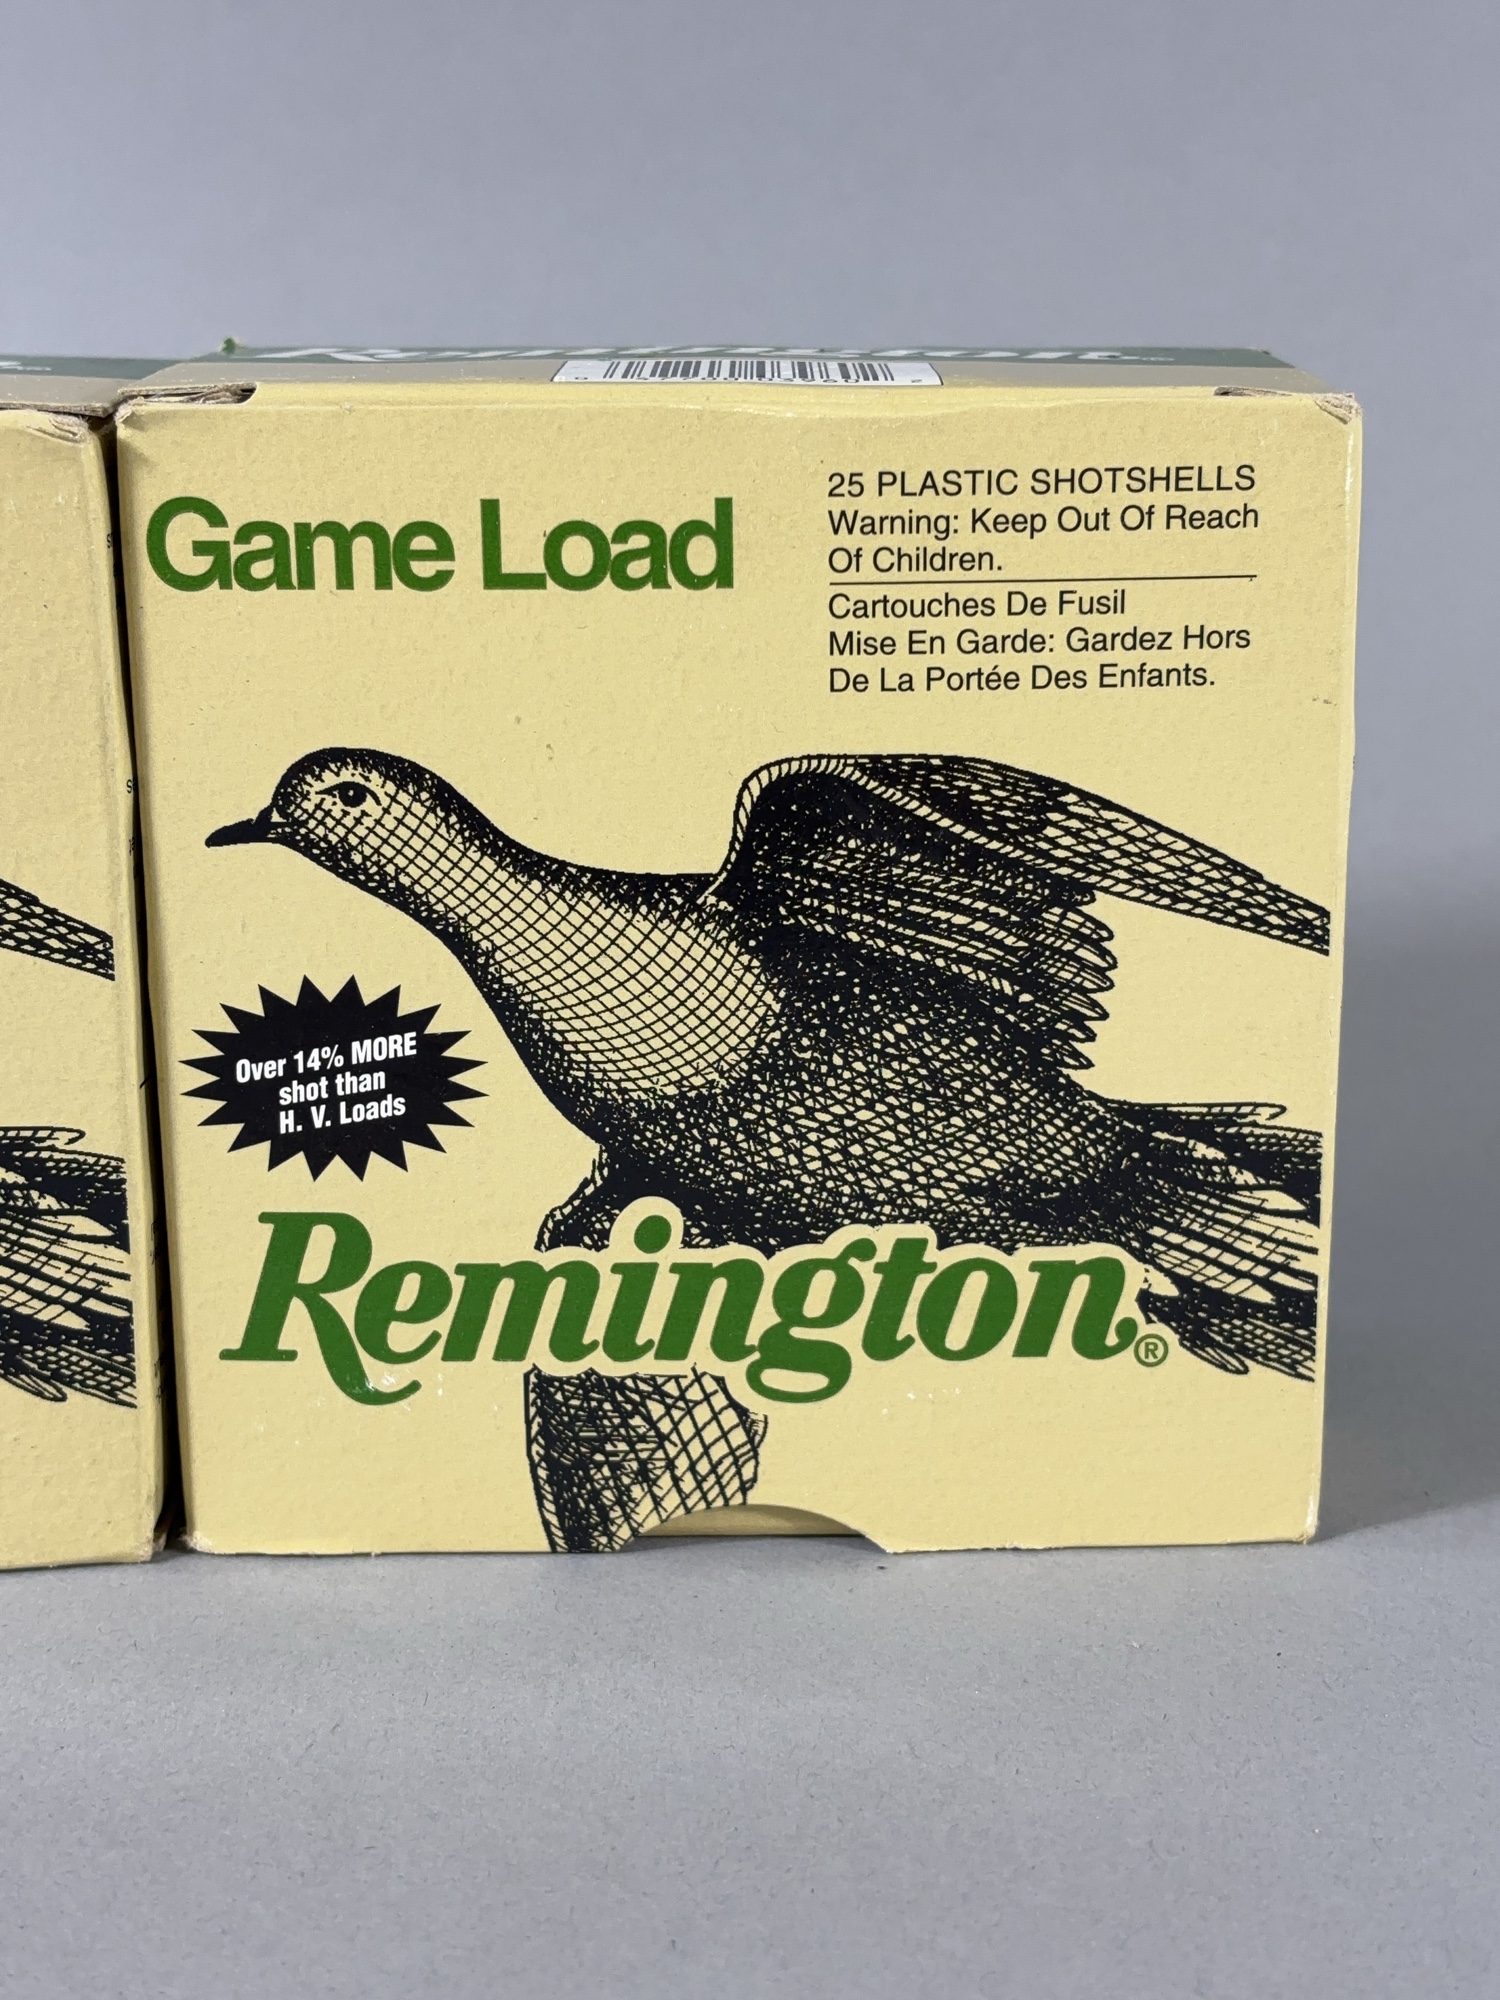 Remington
Game Load
25 PLASTIC SHOTSHELLS
Warning: Keep Out Of Reach
Of Children.
Cartouches De Fusil
Mise En Garde: Gardez Hors
De La Portée Des Enfants.
Over 14% MORE
shot than
H. V. Loads
Remington®